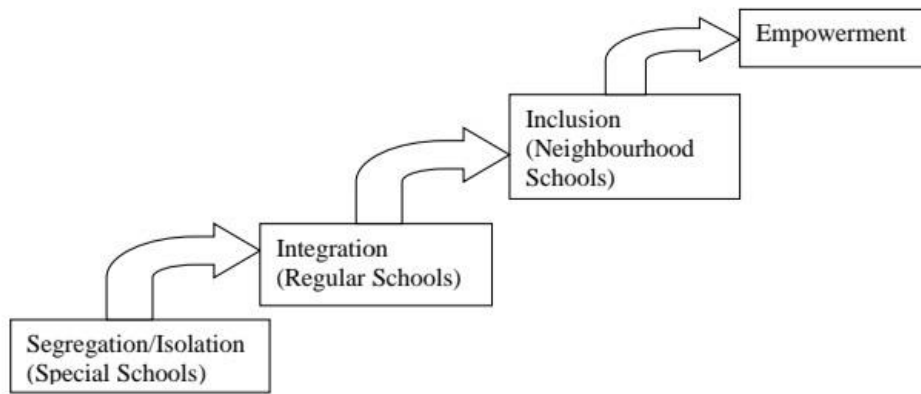 Empowerment
Inclusion
(Neighbourhood
Schools)
Integration
(Regular Schools)
Segregation/Isolation
(Special Schools)